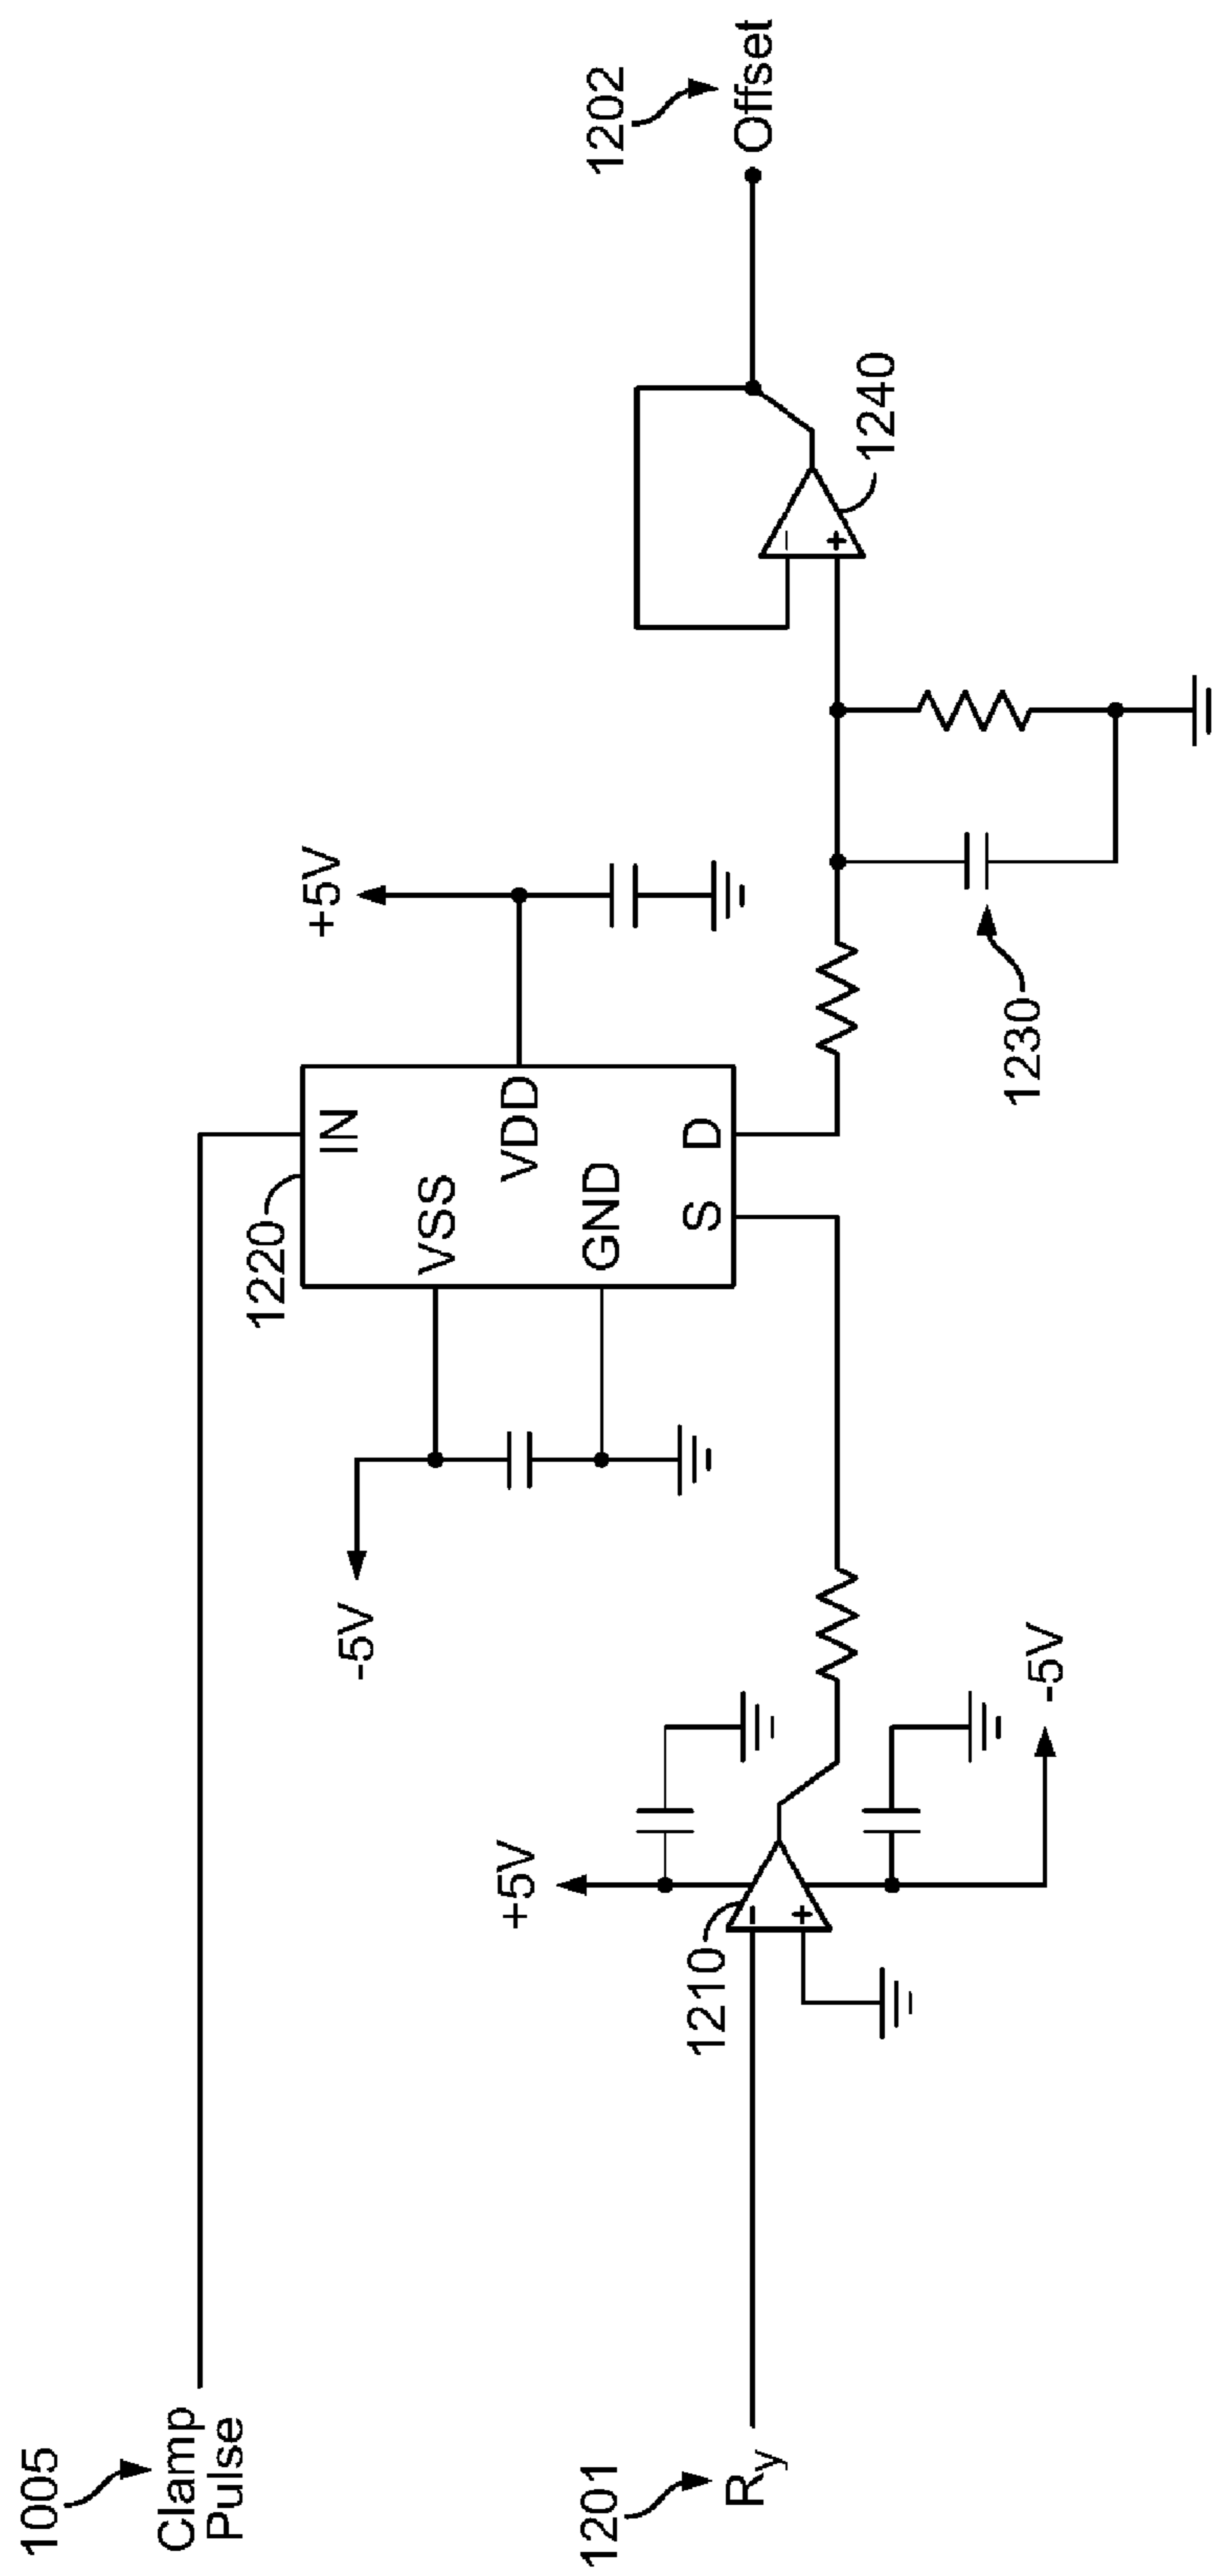 1005
Clamp
Pulse
1220
IN
VSS
VDD
GND
S
D
-5V
+5V
1201
Ry
1210
-
+
+5V
-5V
1230
1240
-
+
1202
Offset